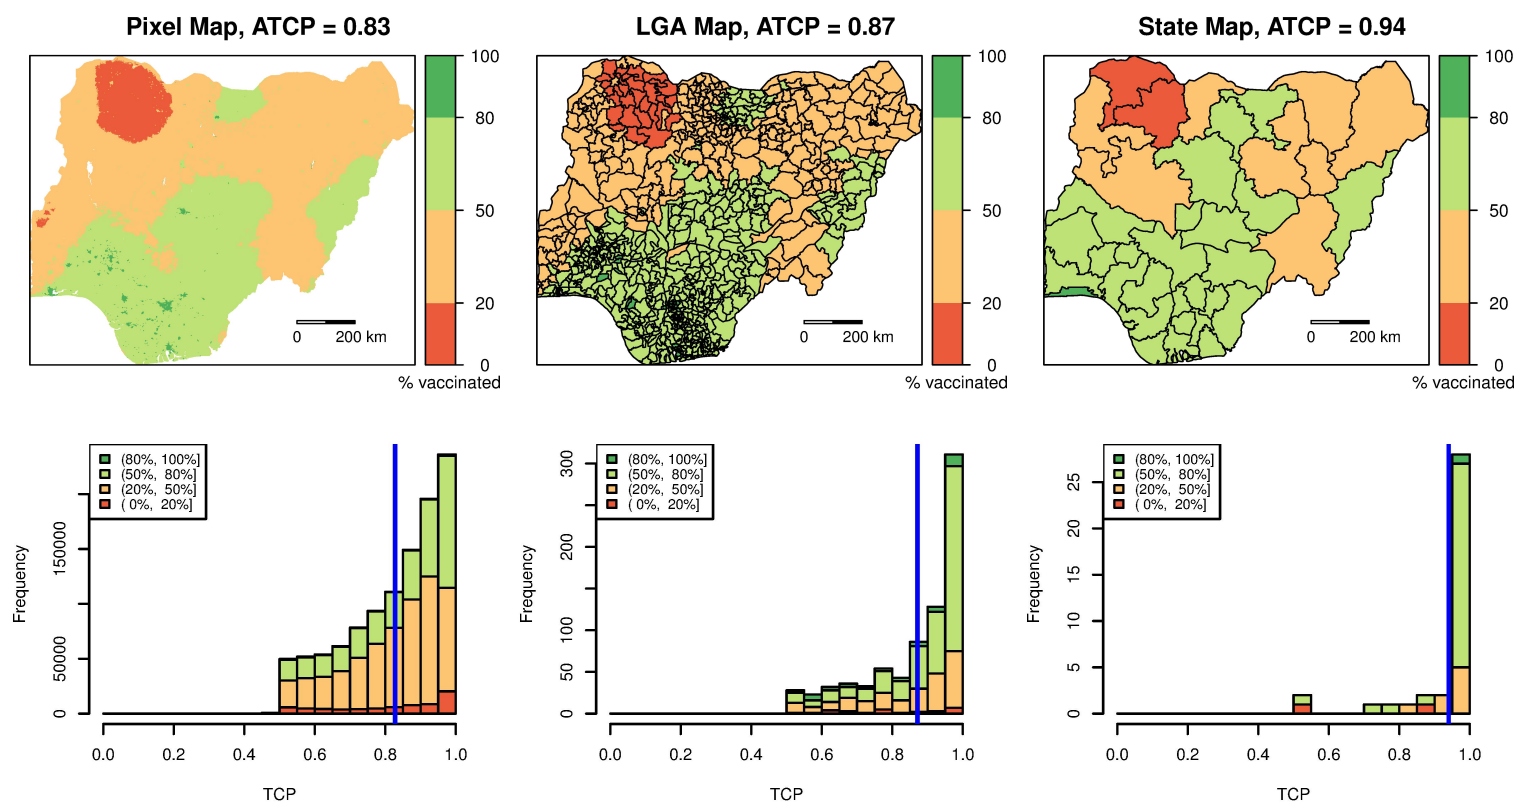 Pixel Map, ATCP = 0.83
100
80
50
20
0
0 200 km
% vaccinated
LGA Map, ATCP = 0.87
100
80
50
20
0
0 200 km
% vaccinated
State Map, ATCP = 0.94
100
80
50
20
0
0 200 km
% vaccinated
(80%, 100%]
(50%, 80%]
(20%, 50%]
( 0%, 20%]
Frequency
150000
50000
0
0.0 0.2 0.4 0.6 0.8 1.0
TCP
(80%, 100%]
(50%, 80%]
(20%, 50%]
( 0%, 20%]
Frequency
300
200
100
50
0
0.0 0.2 0.4 0.6 0.8 1.0
TCP
(80%, 100%]
(50%, 80%]
(20%, 50%]
( 0%, 20%]
Frequency
25
20
15
10
5
0
0.0 0.2 0.4 0.6 0.8 1.0
TCP